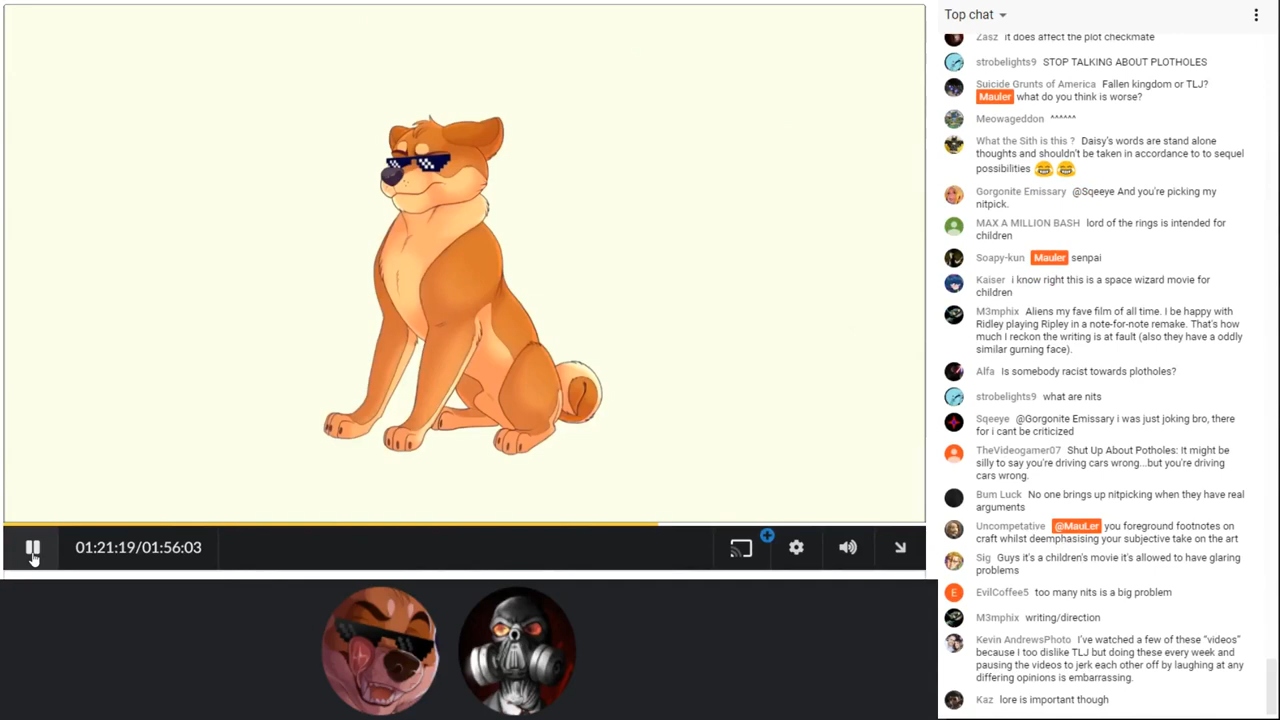 Top chat
Zasz it does affect the plot checkmate
strobelights9 STOP TALKING ABOUT PLOTHOLES
Suicide Grunts of America Fallen kingdom or TLJ?
Mauler what do you think is worse?
Meowageddon ^^^^^^
What the Sith is this ? Daisy's words are stand alone
thoughts and shouldn't be taken in accordance to to sequel
possibilities
Gorgonite Emissary @Sqeeye And you're picking my
nitpick.
MAX A MILLION BASH lord of the rings is intended for
children
Soapy-kun Mauler senpai
Kaiser i know right this is a space wizard movie for
children
M3mphix Aliens my fave film of all time. I be happy with
Ridley playing Ripley in a note-for-note remake. That's how
much I reckon the writing is at fault (also they have a oddly
similar gurning face).
Alfa Is somebody racist towards plotholes?
strobelights9 what are nits
Sqeeye @Gorgonite Emissary i was just joking bro, there
for i cant be criticized
TheVideogamer07 Shut Up About Potholes: It might be
silly to say you're driving cars wrong...but you're driving
cars wrong.
Bum Luck No one brings up nitpicking when they have real
arguments
Uncompetative @MauLer you foreground footnotes on
craft whilst deemphasising your subjective take on the art
Sig Guys it's a children's movie it's allowed to have glaring
problems
E
EvilCoffee5 too many nits is a big problem
M3mphix writing/direction
Kevin AndrewsPhoto I've watched a few of these "videos"
because I too dislike TLJ but doing these every week and
pausing the videos to jerk each other off by laughing at any
differing opinions is embarrassing.
Kaz lore is important though
01:21:19/01:56:03